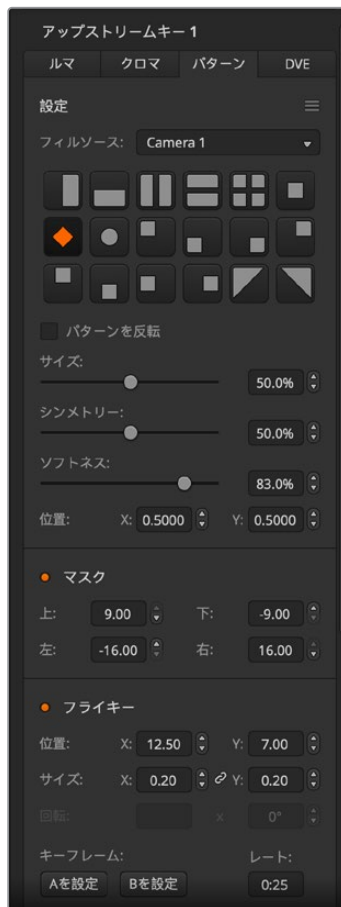 アップストリームキー 1
ルマ クロマ パターン DVE
設定
フィルソース: Camera 1
パターンを反転
サイズ:
50.0%
シンメトリー:
50.0%
ソフトネス:
83.0%
位置: X: 0.5000 Y: 0.5000
マスク
上: 9.00 下: -9.00
左: -16.00 右: 16.00
フライキー
位置: X: 12.50 Y: 7.00
サイズ: X: 0.20 Y: 0.20
回転: x 0°
キーフレーム: レート:
Aを設定 Bを設定 0:25